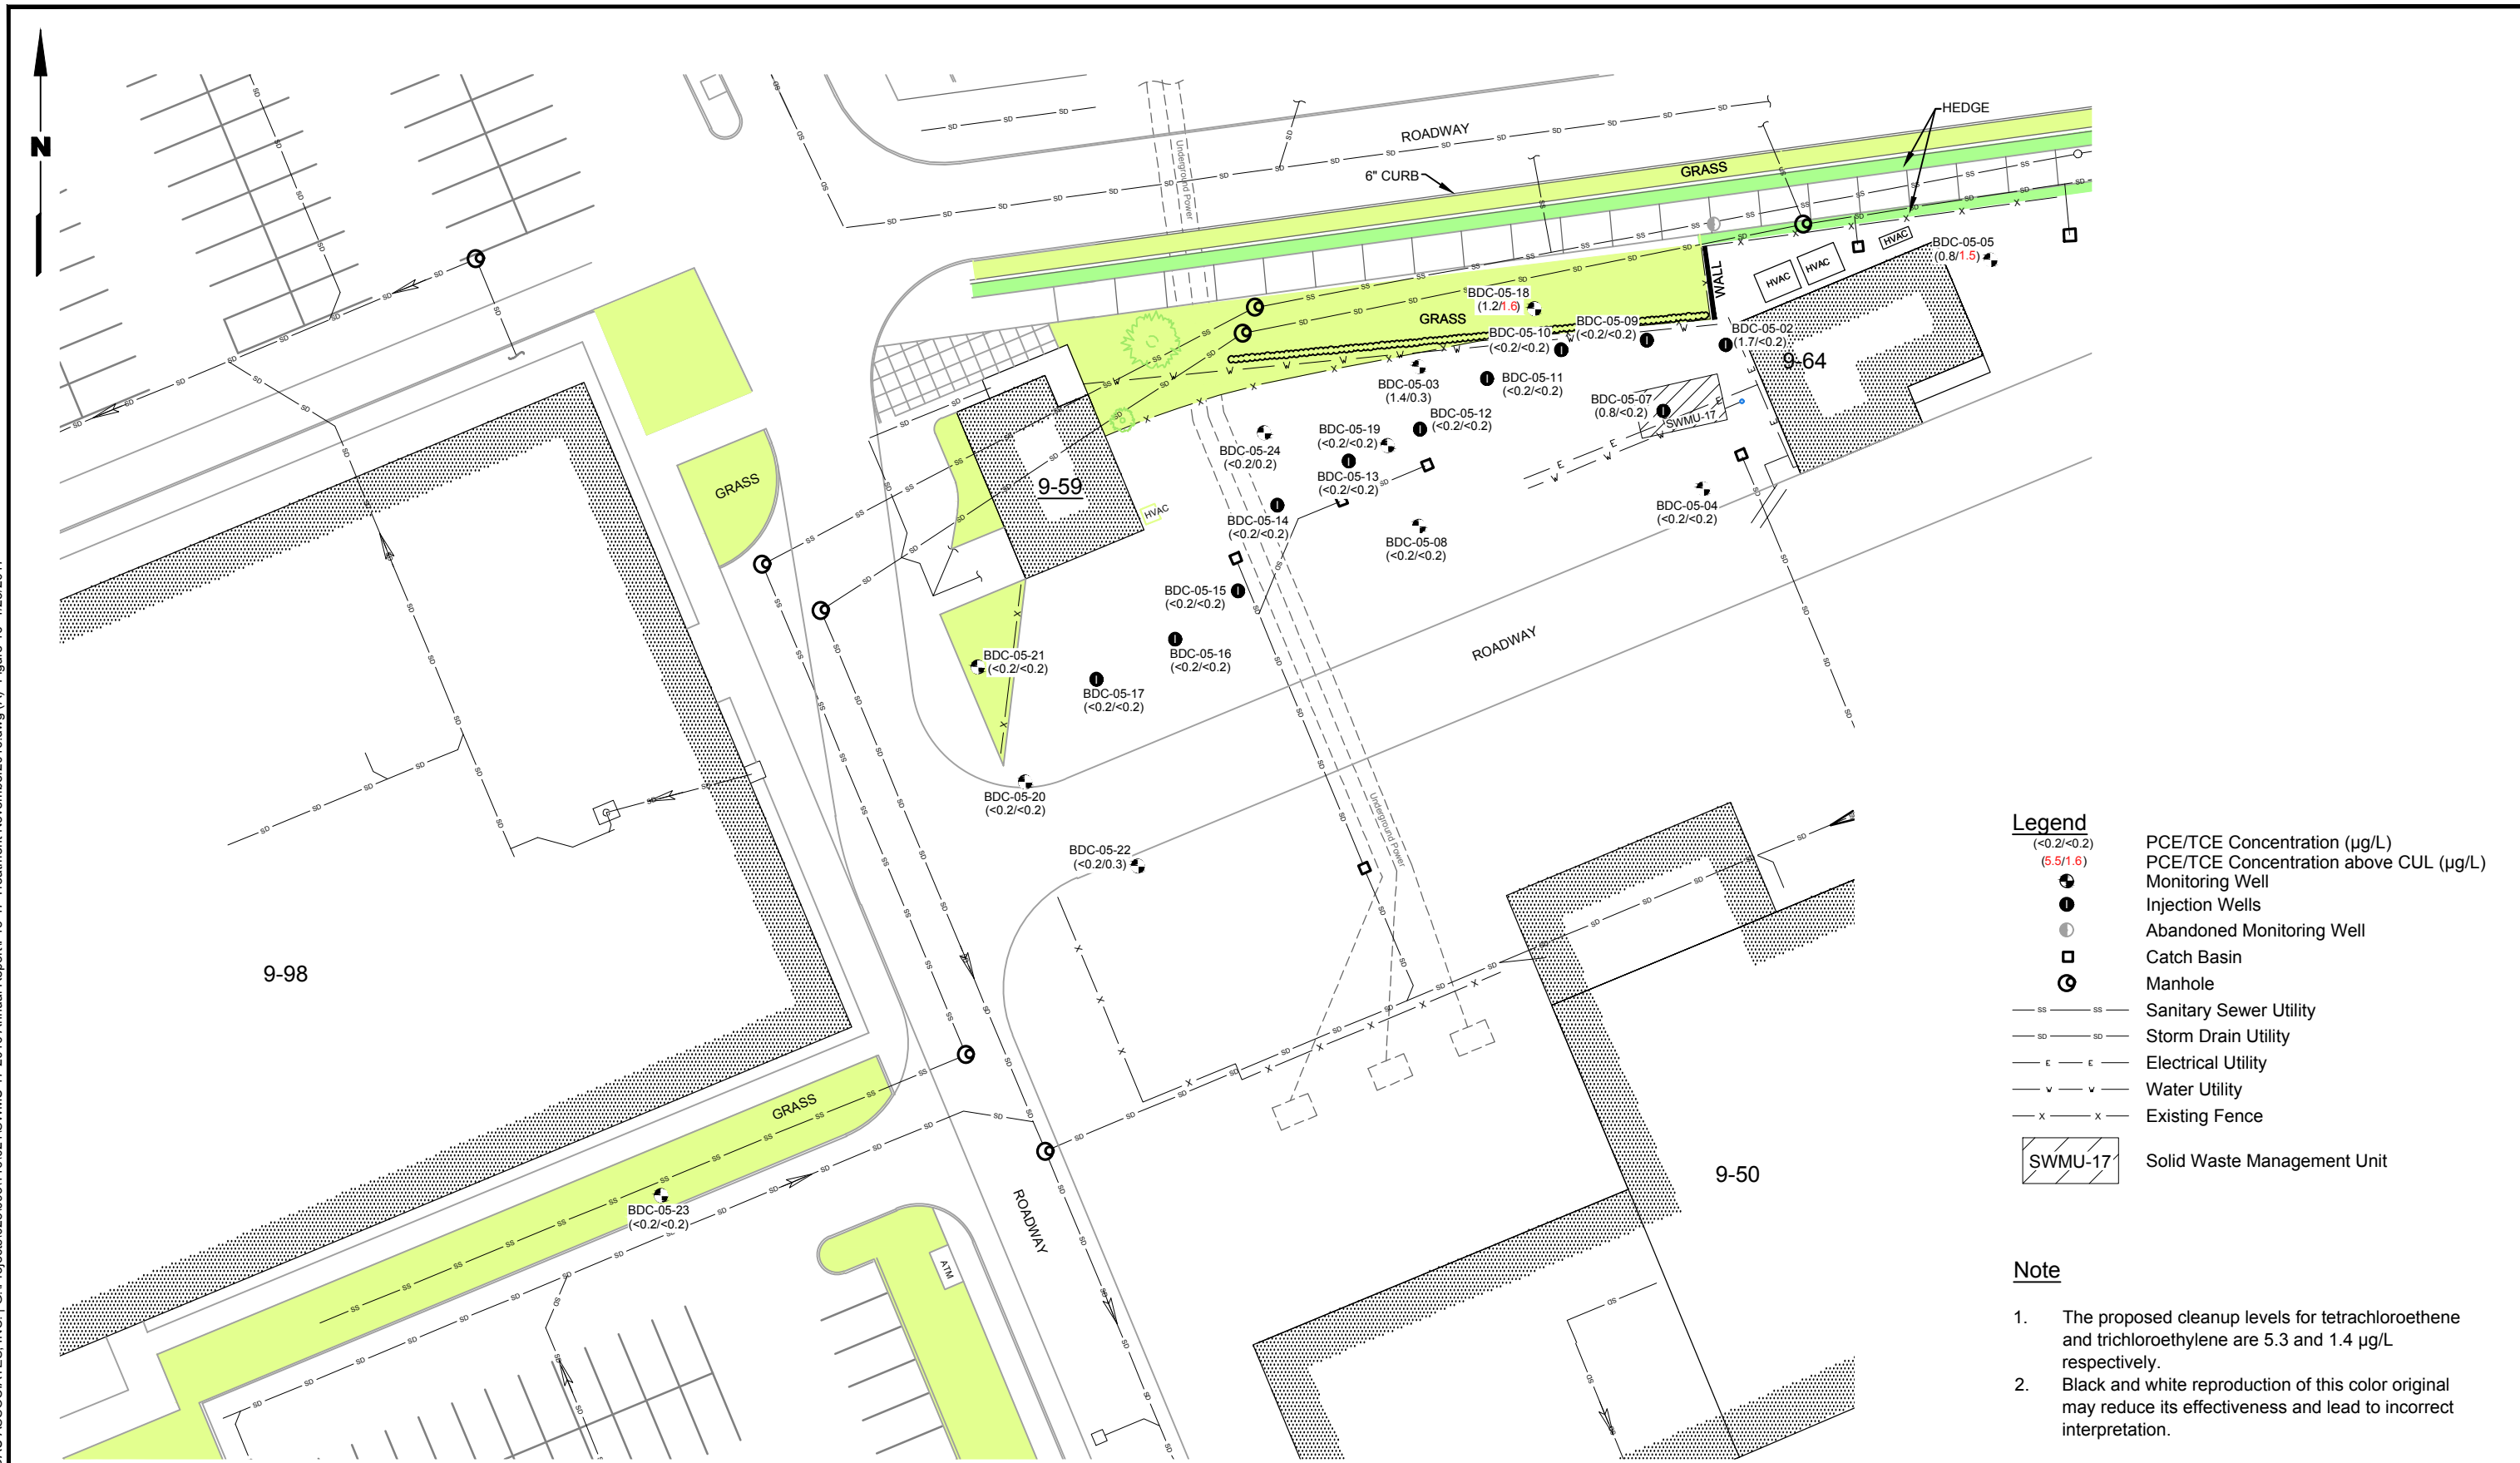 N
ROADWAY
HEDGE
6" CURB
GRASS
Underground Power
WALL
HVAC
HVAC
HVAC
BDC-05-05
(0.8/1.5)
BDC-05-18
(1.2/1.6)
GRASS
BDC-05-09
(<0.2/<0.2)
BDC-05-10
(<0.2/<0.2)
BDC-05-02
(1.7/<0.2)
9-64
BDC-05-03
(1.4/0.3)
BDC-05-11
(<0.2/<0.2)
BDC-05-07
(0.8/<0.2)
SWMU-17
BDC-05-12
(<0.2/<0.2)
BDC-05-19
(<0.2/<0.2)
BDC-05-24
(<0.2/0.2)
BDC-05-13
(<0.2/<0.2)
GRASS
9-59
HVAC
BDC-05-14
(<0.2/<0.2)
BDC-05-08
(<0.2/<0.2)
BDC-05-04
(<0.2/<0.2)
BDC-05-15
(<0.2/<0.2)
BDC-05-16
(<0.2/<0.2)
ROADWAY
BDC-05-21
(<0.2/<0.2)
BDC-05-17
(<0.2/<0.2)
BDC-05-20
(<0.2/<0.2)
Underground Power
BDC-05-22
(<0.2/0.3)
9-98
GRASS
9-50
BDC-05-23
(<0.2/<0.2)
ROADWAY
ATM
Legend
(<0.2/<0.2) PCE/TCE Concentration (µg/L)
(5.5/1.6) PCE/TCE Concentration above CUL (µg/L)
Monitoring Well
Injection Wells
Abandoned Monitoring Well
Catch Basin
Manhole
SS SS Sanitary Sewer Utility
SD SD Storm Drain Utility
E E Electrical Utility
W W Water Utility
X X Existing Fence
SWMU-17 Solid Waste Management Unit
Note
1. The proposed cleanup levels for tetrachloroethene
and trichloroethylene are 5.3 and 1.4 µg/L
respectively.
2. Black and white reproduction of this color original
may reduce its effectiveness and lead to incorrect
interpretation.